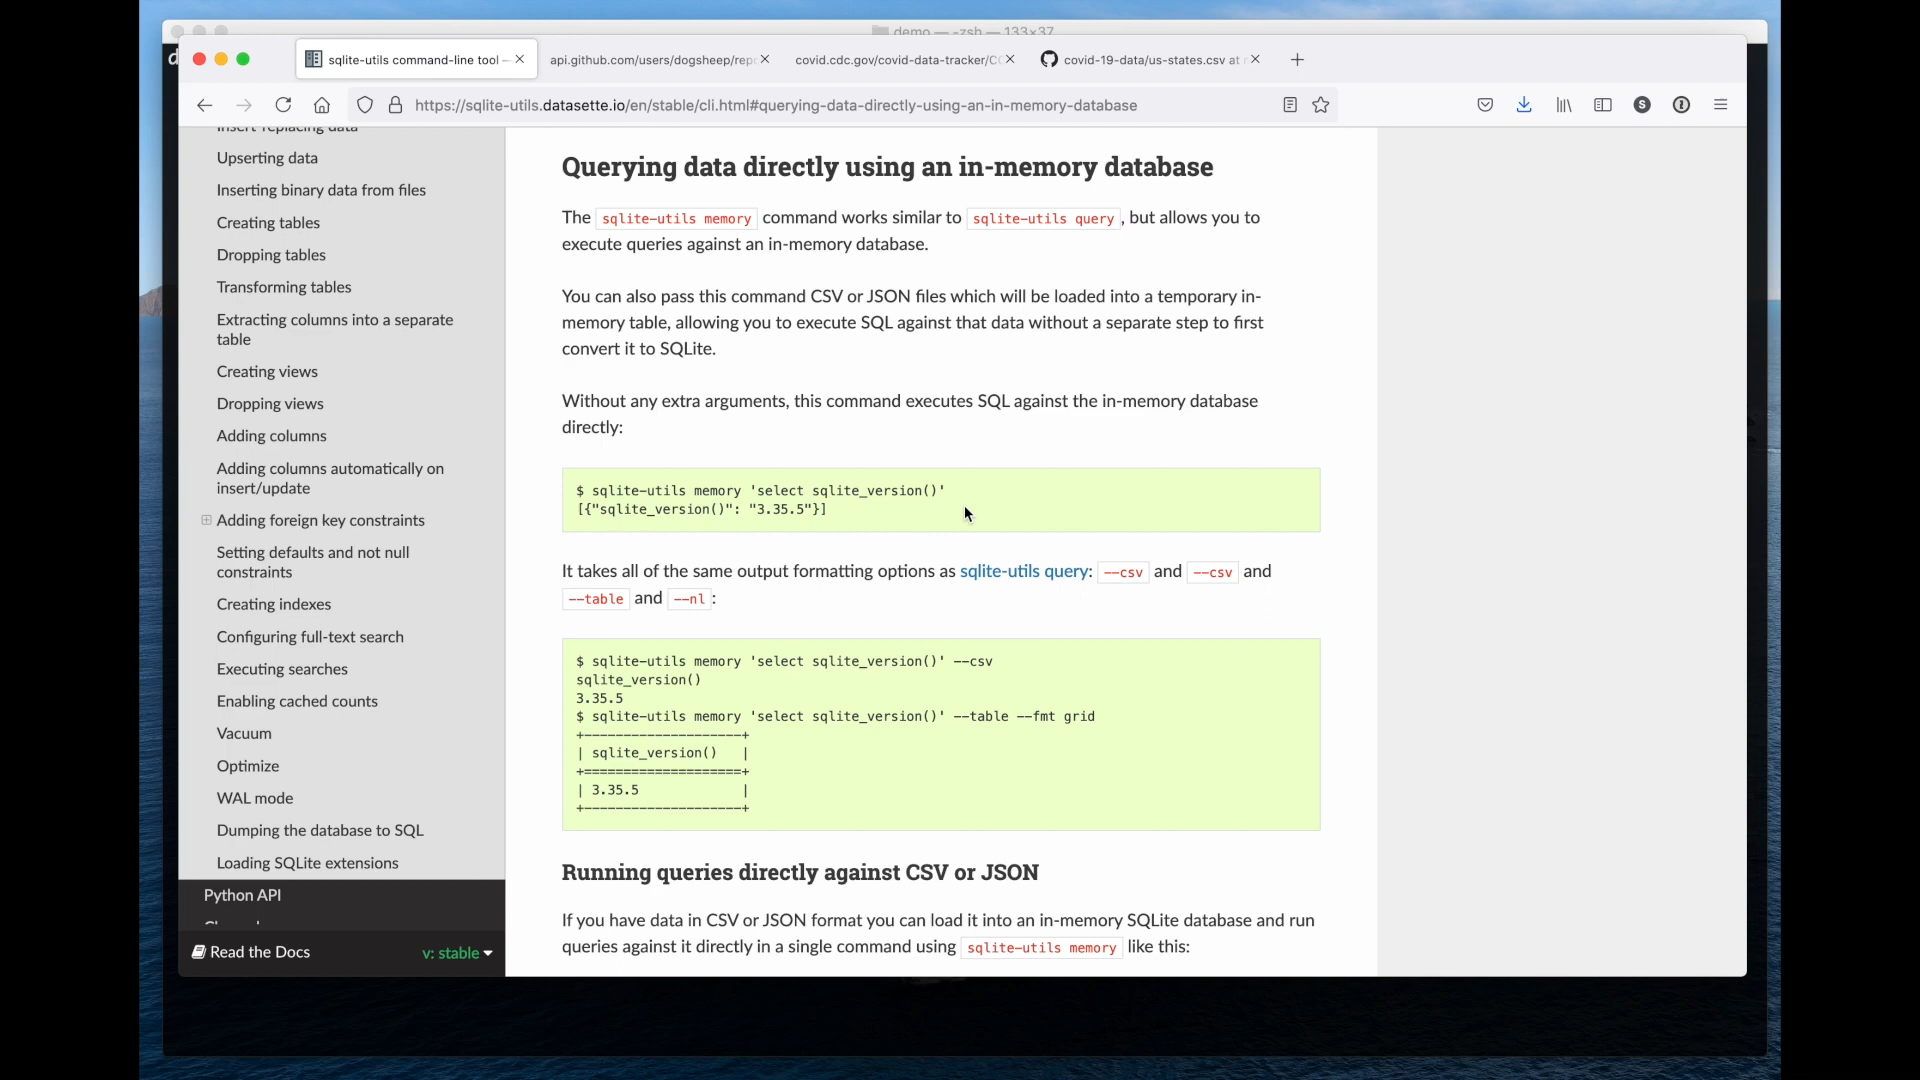 demo — -zsh — 133×37
sqlite-utils command-line tool —
api.github.com/users/dogsheep/rep
covid.cdc.gov/covid-data-tracker/CO
covid-19-data/us-states.csv at
https://sqlite-utils.datasette.io/en/stable/cli.html#querying-data-directly-using-an-in-memory-database
S
Insert-replacing data
Upserting data
Inserting binary data from files
Creating tables
Dropping tables
Transforming tables
Extracting columns into a separate
table
Creating views
Dropping views
Adding columns
Adding columns automatically on
insert/update
Adding foreign key constraints
Setting defaults and not null
constraints
Creating indexes
Configuring full-text search
Executing searches
Enabling cached counts
Vacuum
Optimize
WAL mode
Dumping the database to SQL
Loading SQLite extensions
Python API
Read the Docs
v: stable
Querying data directly using an in-memory database
The sqlite-utils memory command works similar to sqlite-utils query, but allows you to
execute queries against an in-memory database.
You can also pass this command CSV or JSON files which will be loaded into a temporary in-
memory table, allowing you to execute SQL against that data without a separate step to first
convert it to SQLite.
Without any extra arguments, this command executes SQL against the in-memory database
directly:
$ sqlite-utils memory 'select sqlite_version()'
[{"sqlite_version()": "3.35.5"}]
It takes all of the same output formatting options as sqlite-utils query: --csv and --csv and
--table and --nl:
$ sqlite-utils memory 'select sqlite_version()' --csv
sqlite_version()
3.35.5
$ sqlite-utils memory 'select sqlite_version()' --table --fmt grid
+--------------------+
| sqlite_version()   |
+====================+
| 3.35.5             |
+--------------------+
Running queries directly against CSV or JSON
If you have data in CSV or JSON format you can load it into an in-memory SQLite database and run
queries against it directly in a single command using sqlite-utils memory like this: